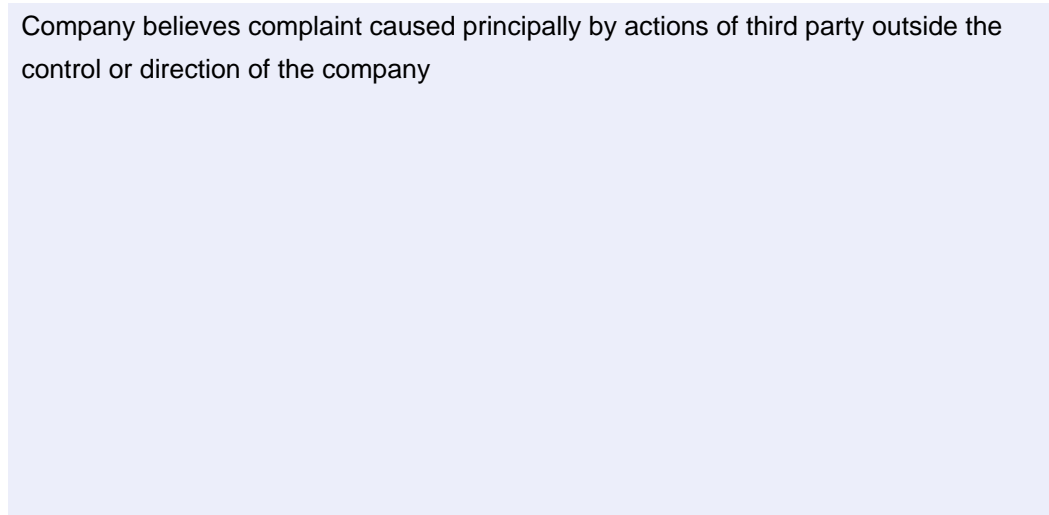 Company believes complaint caused principally by actions of third party outside the
control or direction of the company